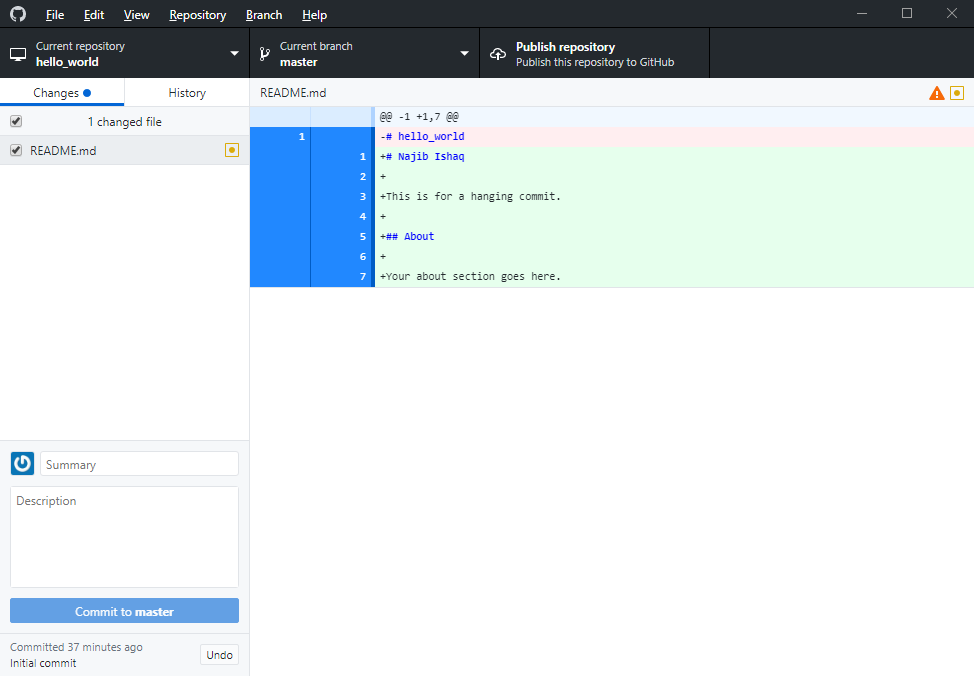 File Edit View Repository Branch Help
Current repository
hello_world
Current branch
master
Publish repository
Publish this repository to GitHub
Changes
History
1 changed file
README.md
README.md
@@ -1 +1,7 @@
1 -# hello_world
1 +# Najib Ishaq
2 +
3 +This is for a hanging commit.
4 +
5 +## About
6 +
7 +Your about section goes here.
Summary
Description
Commit to master
Committed 37 minutes ago
Initial commit
Undo